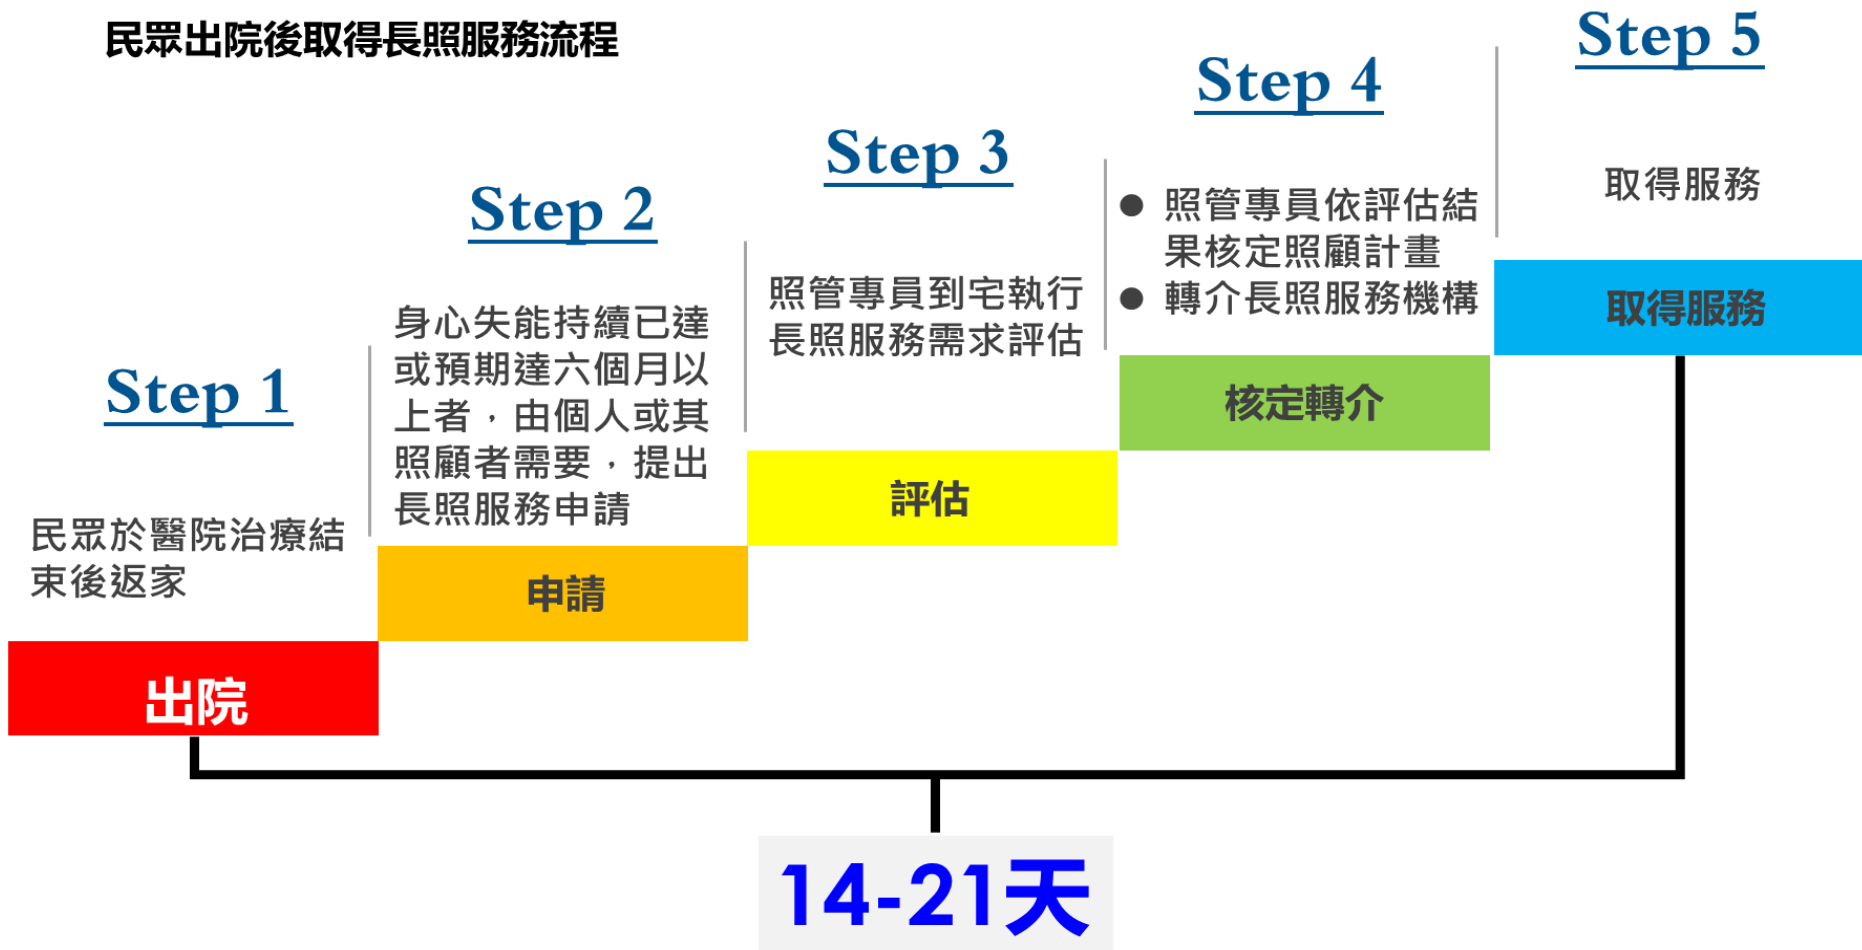 民眾出院後取得長照服務流程
Step 1
民眾於醫院治療結
束後返家
出院
Step 2
身心失能持續已達
或預期達六個月以
上者，由個人或其
照顧者需要，提出
長照服務申請
申請
Step 3
照管專員到宅執行
長照服務需求評估
評估
Step 4
● 照管專員依評估結
果核定照顧計畫
● 轉介長照服務機構
核定轉介
Step 5
取得服務
取得服務
14-21天